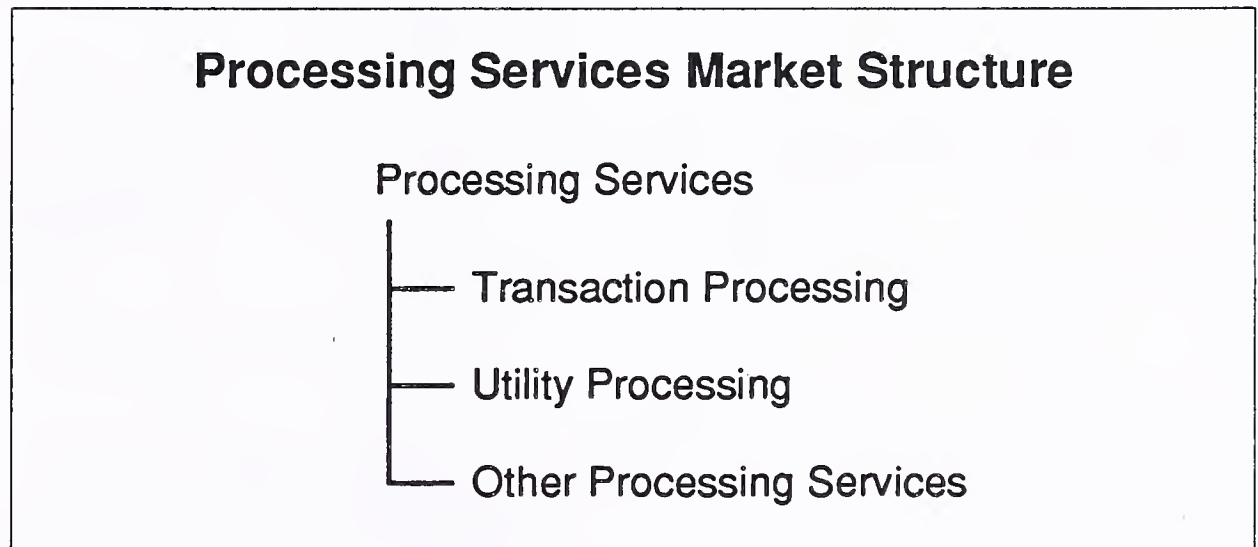 Processing Services Market Structure
Processing Services
Transaction Processing
Utility Processing
Other Processing Services